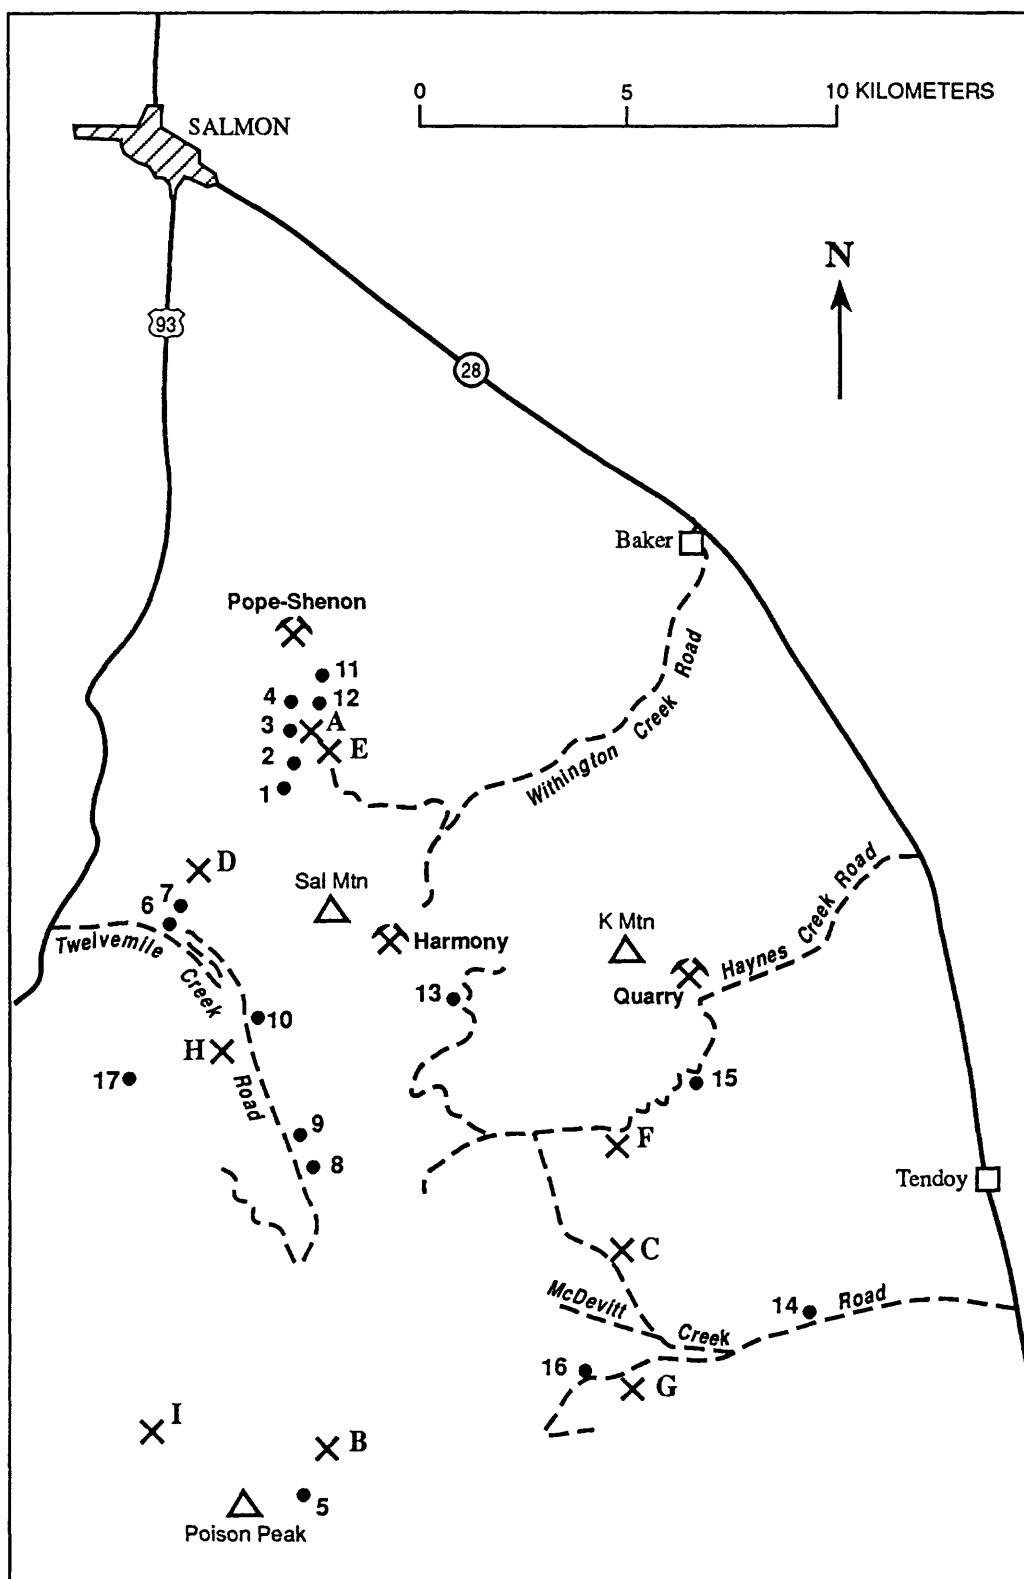 0 5 10 KILOMETERS
SALMON
N
93
28
Baker
Pope-Shenon
11
4 12
3 A
2 E
1
Withington Creek Road
D
7
6
Sal Mtn
Harmony
K Mtn
Quarry
Haynes Creek Road
Twelvemile Creek Road
13
10
H
17
15
9
F
8
Tendoy
C
McDevitt Creek Road
14
16
G
I
B
5
Poison Peak